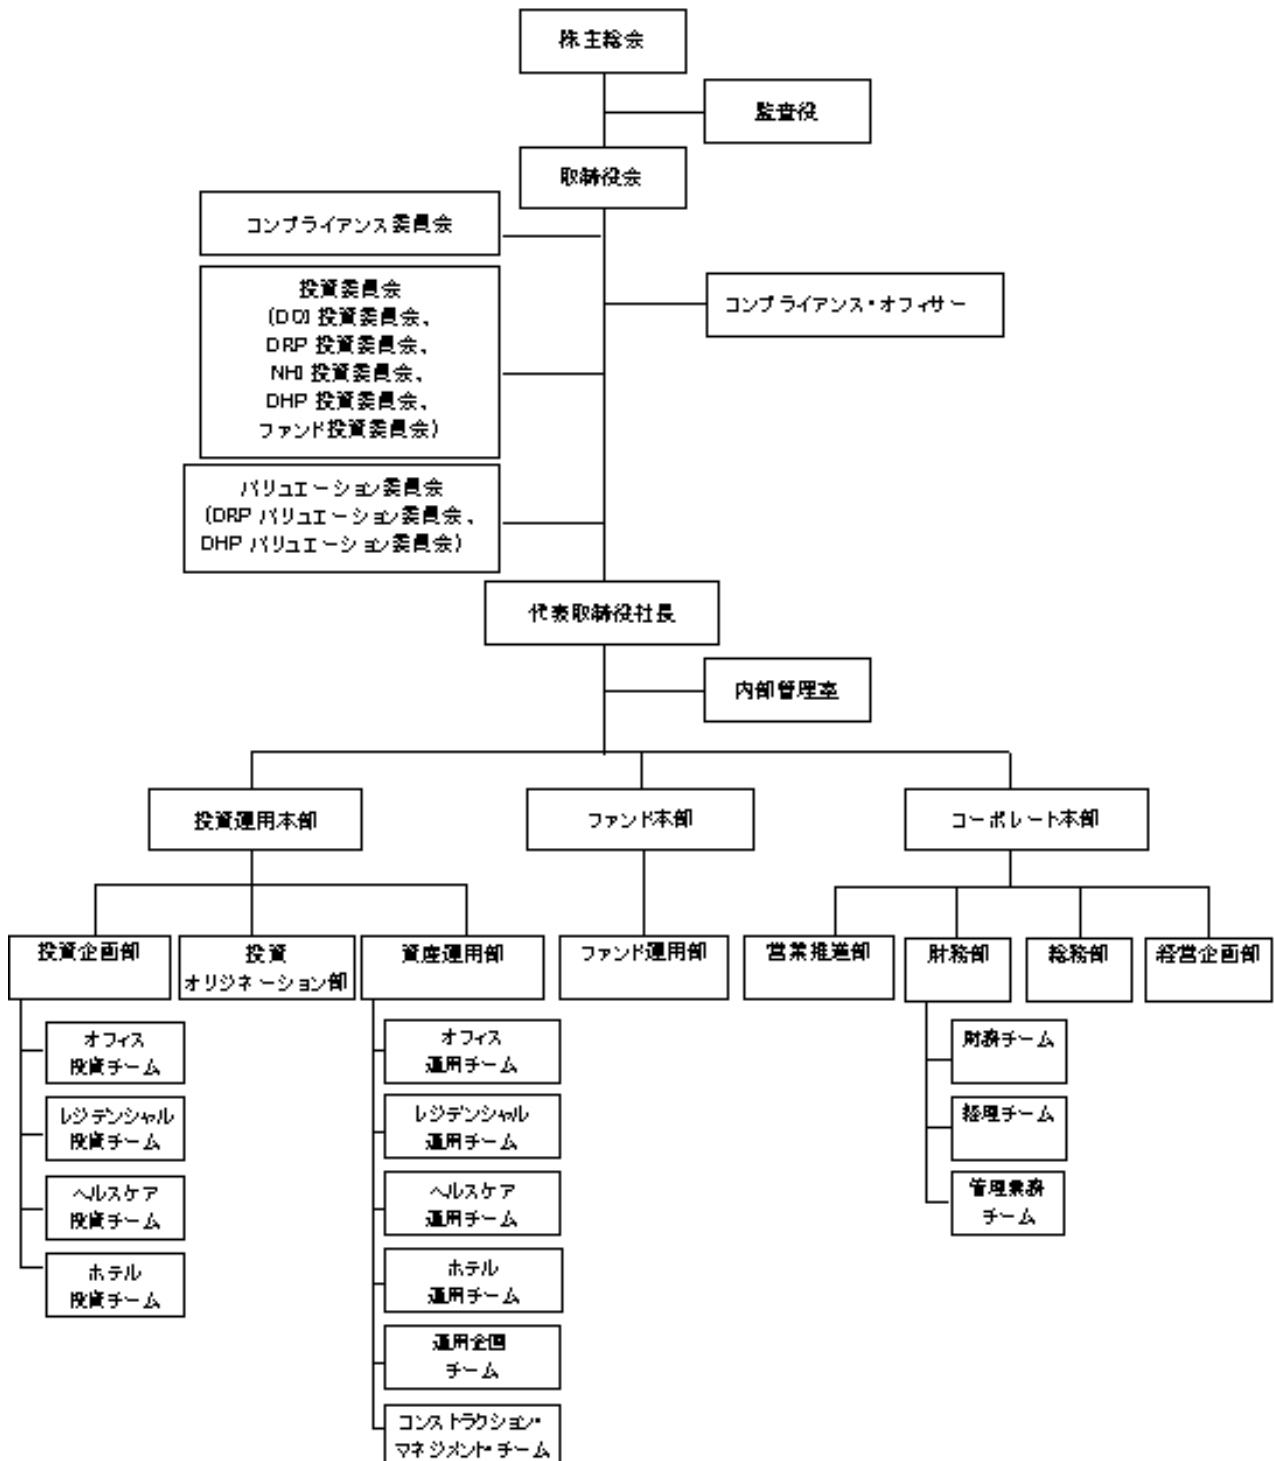 株主総会
監査役
取締役会
コンプライアンス委員会
投資委員会
(DOI 投資委員会、
DRP 投資委員会、
NHI 投資委員会、
DHP 投資委員会、
ファンド投資委員会)
コンプライアンス・オフィサー
バリュエーション委員会
(DRP バリュエーション委員会、
DHP バリュエーション委員会)
代表取締役社長
内部管理室
投資運用本部
ファンド本部
コーポレート本部
投資企画部
投資
オリジネーション部
資産運用部
ファンド運用部
営業推進部
財務部
総務部
経営企画部
オフィス
投資チーム
レジデンシャル
投資チーム
ヘルスケア
投資チーム
ホテル
投資チーム
オフィス
運用チーム
レジデンシャル
運用チーム
ヘルスケア
運用チーム
ホテル
運用チーム
運用企画
チーム
コンストラクション・
マネジメント・チーム
財務チーム
経理チーム
管理業務
チーム